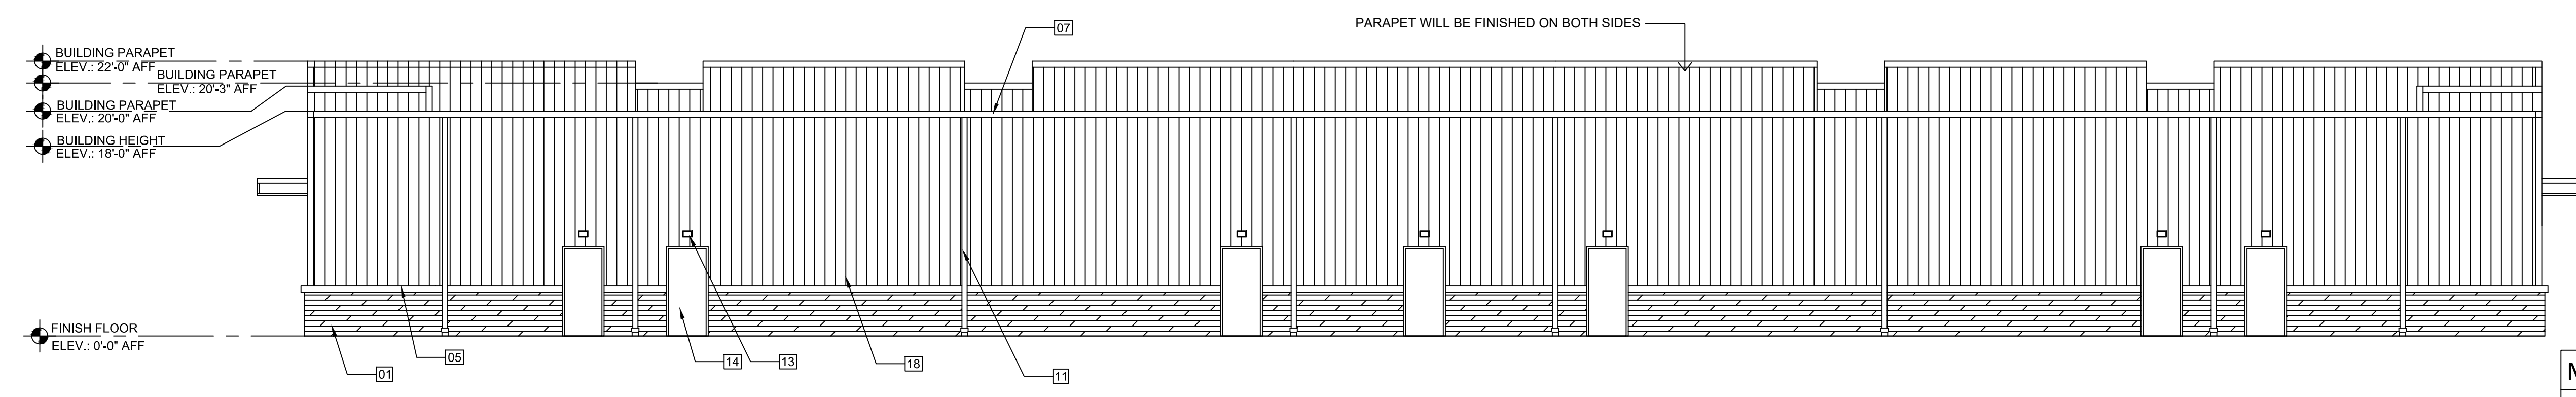 PARAPET WILL BE FINISHED ON BOTH SIDES
07
BUILDING PARAPET
ELEV.: 22'-0" AFF
BUILDING PARAPET
ELEV.: 20'-3" AFF
BUILDING PARAPET
ELEV.: 20'-0" AFF
BUILDING HEIGHT
ELEV.: 18'-0" AFF
FINISH FLOOR
ELEV.: 0'-0" AFF
01
05
14
13
18
11